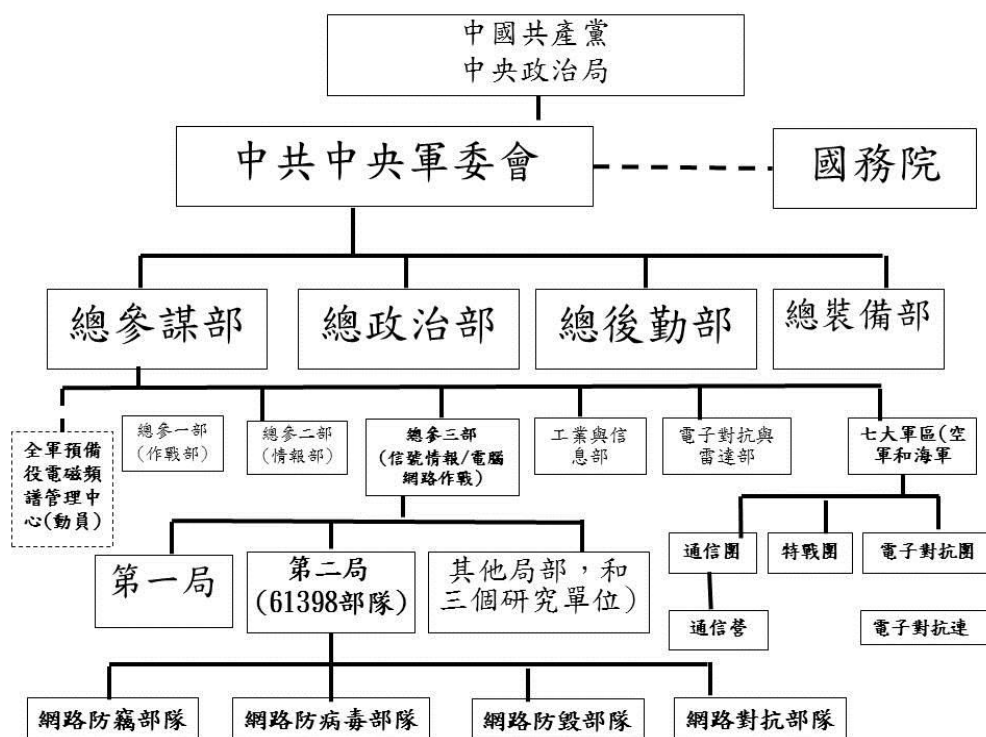 中國共產黨
中央政治局
中共中央軍委會
國務院
總參謀部
總政治部
總後勤部
總裝備部
全軍預備
役電磁頻
譜管理中
心(動員)
總參一部
(作戰部)
總參二部
(情報部)
總參三部
(信號情報/電腦
網路作戰)
工業與信
息部
電子對抗與
雷達部
七大軍區(空
軍和海軍
第一局
第二局
(61398部隊)
其他局部，和
三個研究單位)
通信團
特戰團
電子對抗團
通信營
電子對抗連
網路防竊部隊
網路防病毒部隊
網路防毀部隊
網路對抗部隊